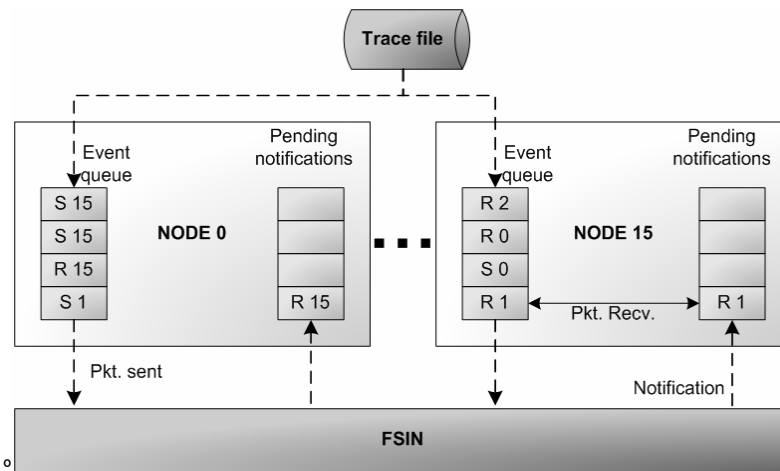 Trace file
Pending
notifications
Event
queue
S 15
S 15
R 15
S 1
NODE 0
R 15
Pending
notifications
Event
queue
R 2
R 0
S 0
R 1
NODE 15
R 1
Pkt. Recv.
Pkt. sent
Notification
FSIN
o